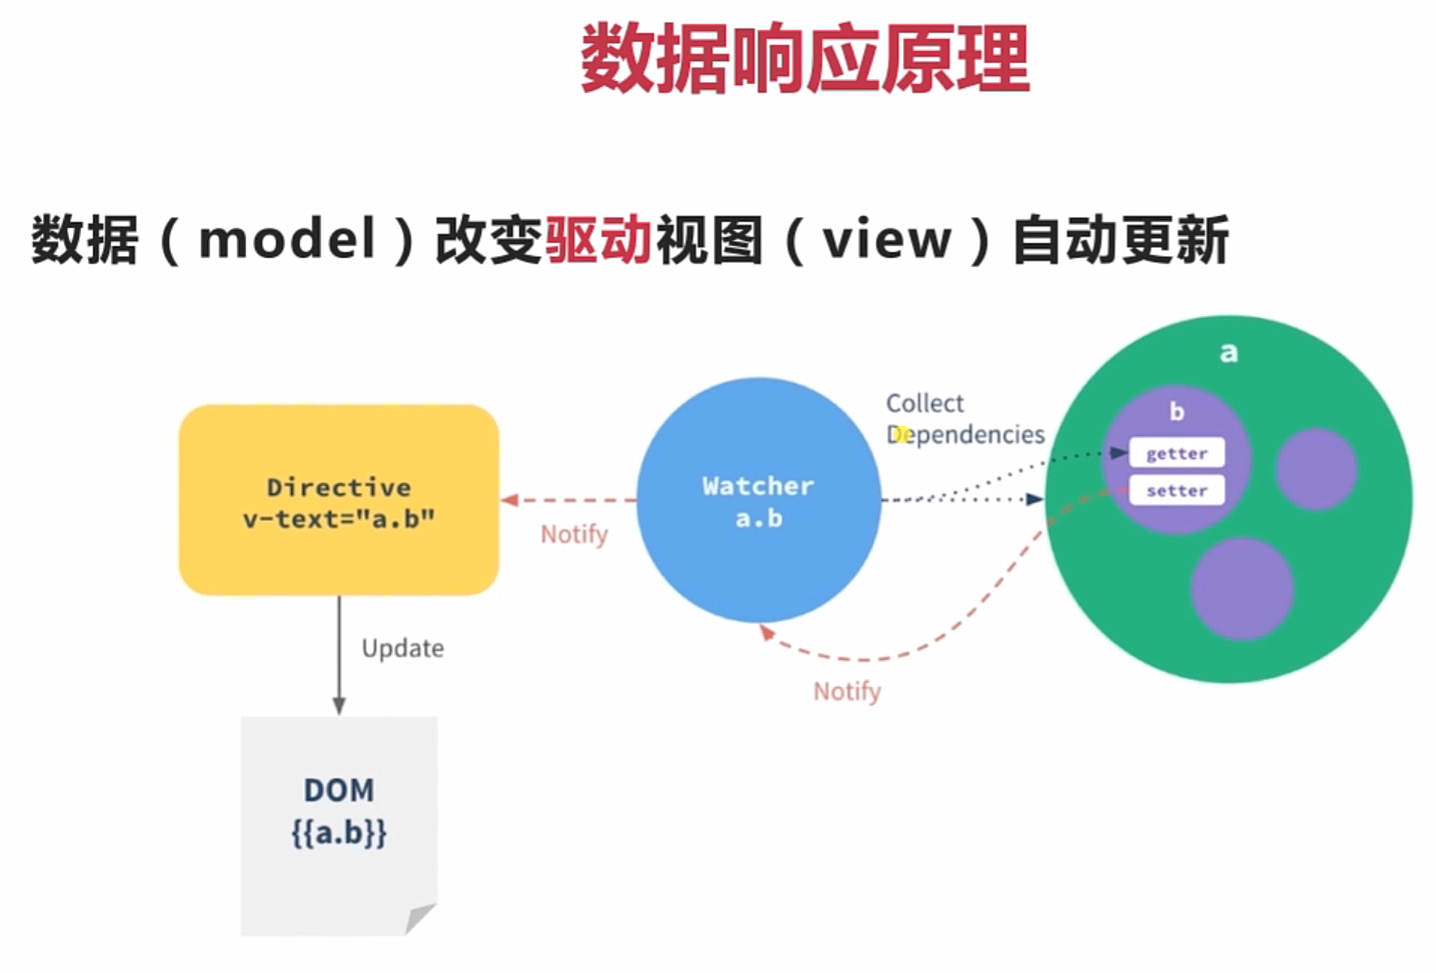 数据响应原理
数据（model）改变驱动视图（view）自动更新
a
b
getter
setter
Collect
Dependencies
Watcher
a.b
Directive
v-text="a.b"
Notify
Notify
Update
DOM
{{a.b}}